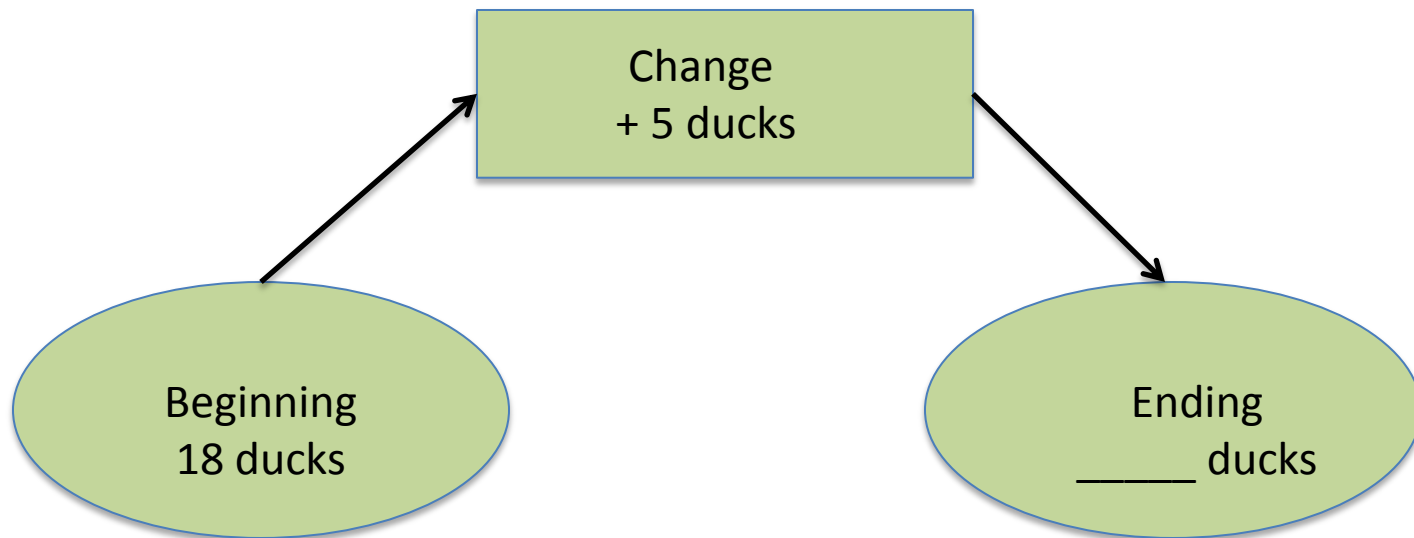 Change
+ 5 ducks
Beginning
18 ducks
Ending
_____ ducks